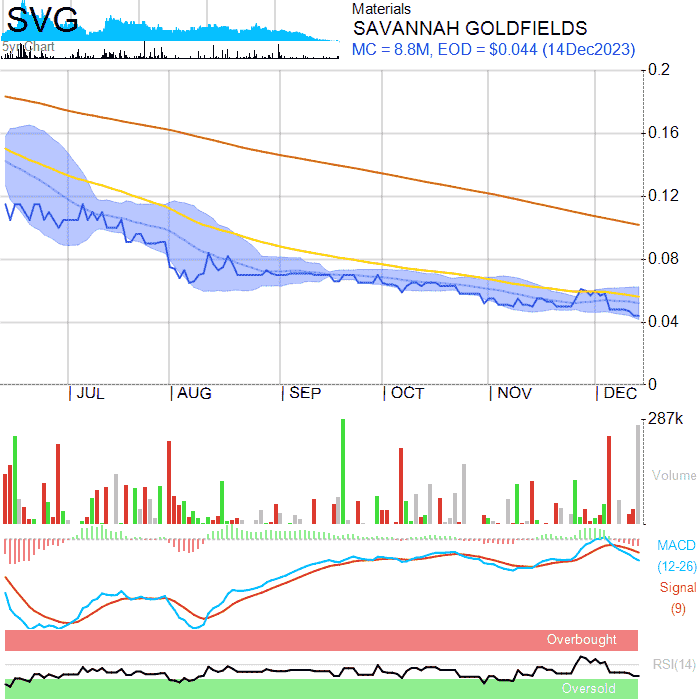 SVG
5yr Chart
Materials
SAVANNAH GOLDFIELDS
MC = 8.8M, EOD = $0.044 (14Dec2023)
0.2
0.16
0.12
0.08
0.04
0
JUL AUG SEP OCT NOV DEC
287k
Volume
MACD
(12-26)
Signal
(9)
Overbought
RSI(14)
Oversold